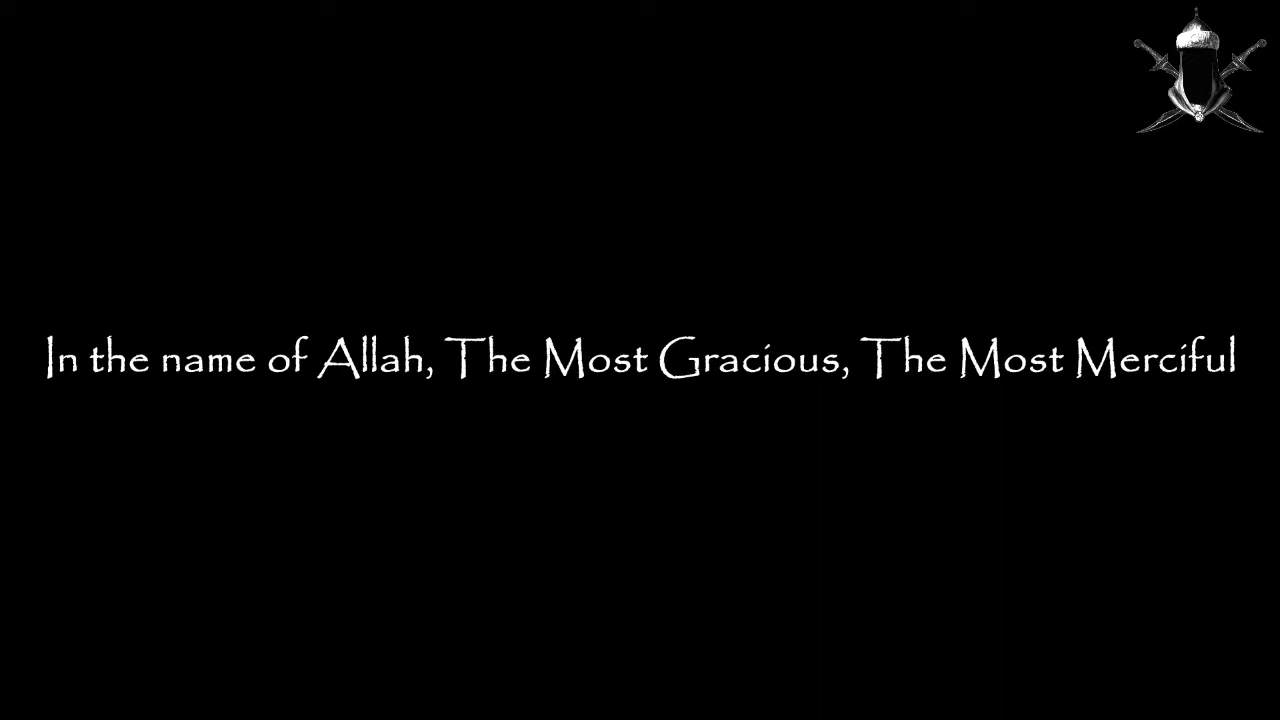 In the name of Allah, The Most Gracious, The Most Merciful